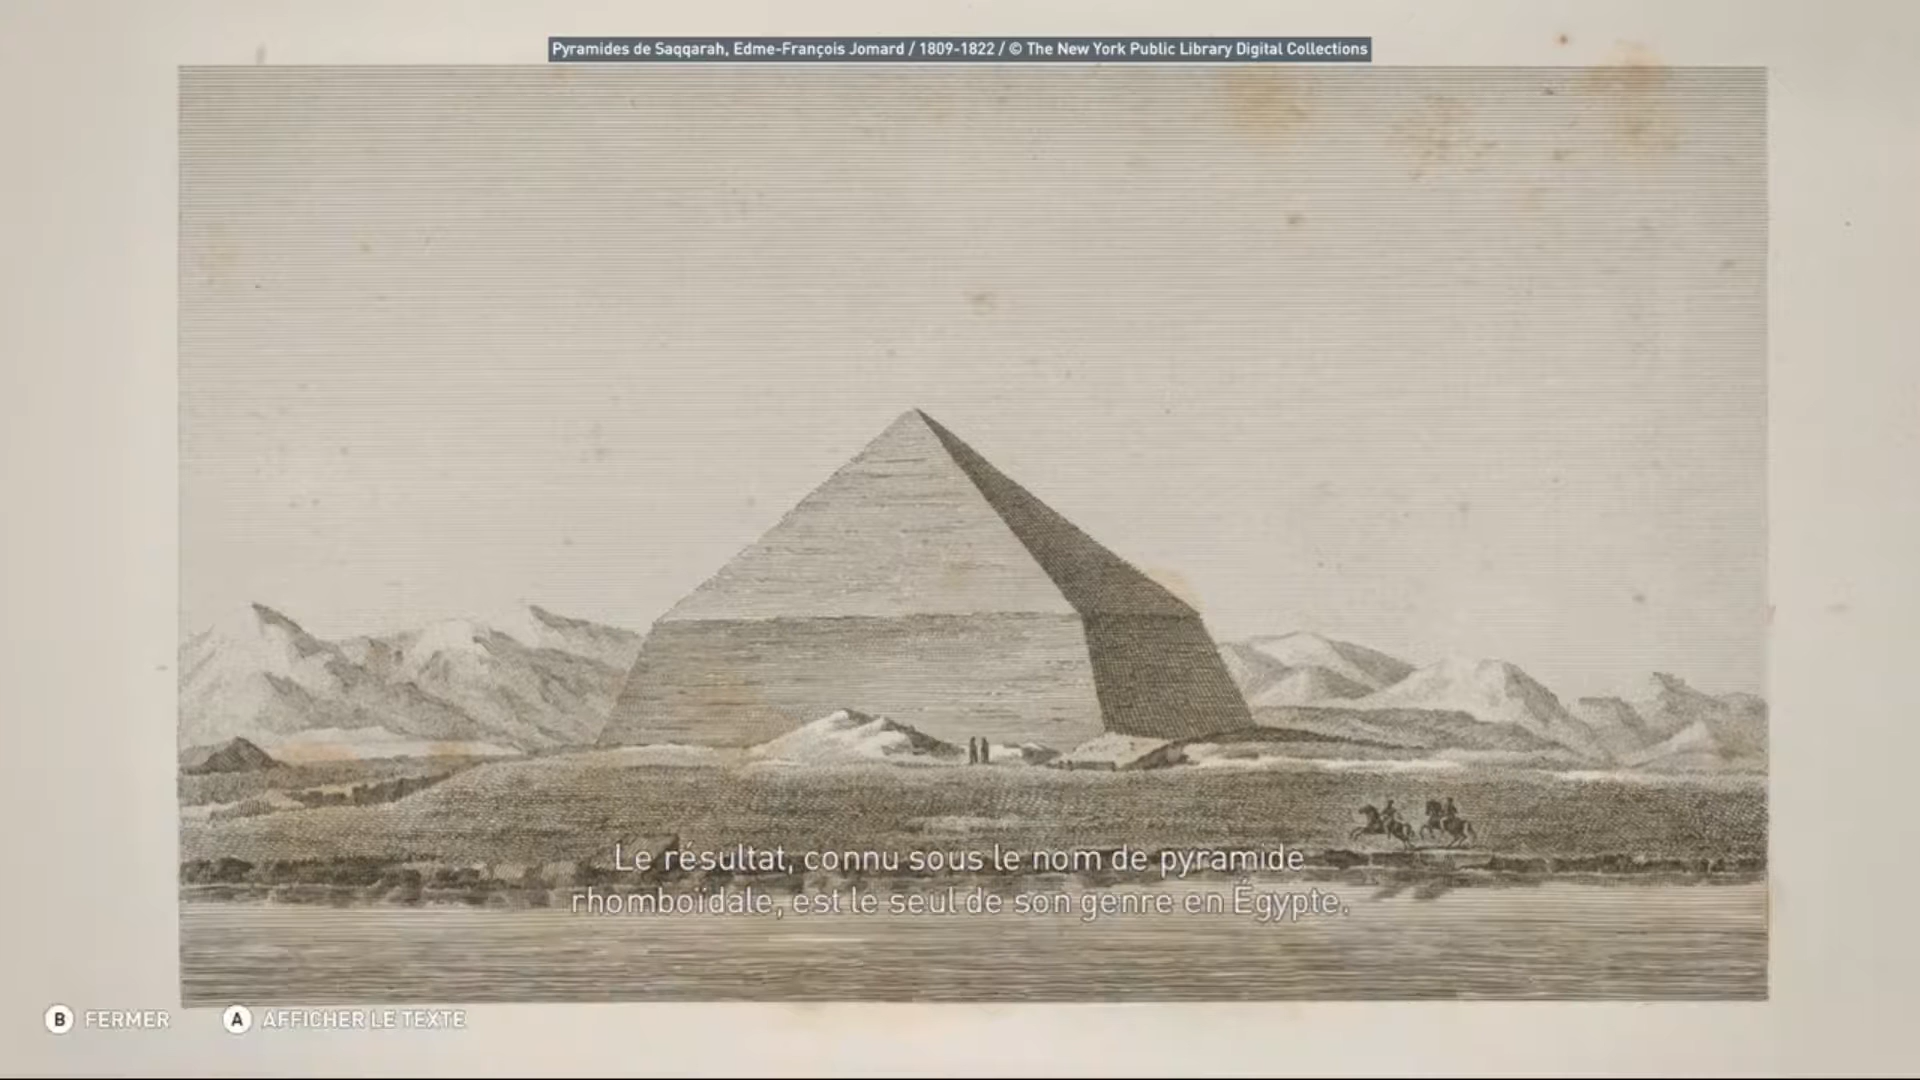 Pyramides de Saqqarah, Edme-François Jomard / 1809-1822 / © The New York Public Library Digital Collections
Le résultat, connu sous le nom de pyramide
rhomboïdale, est le seul de son genre en Égypte.
B FERMER A AFFICHER LE TEXTE